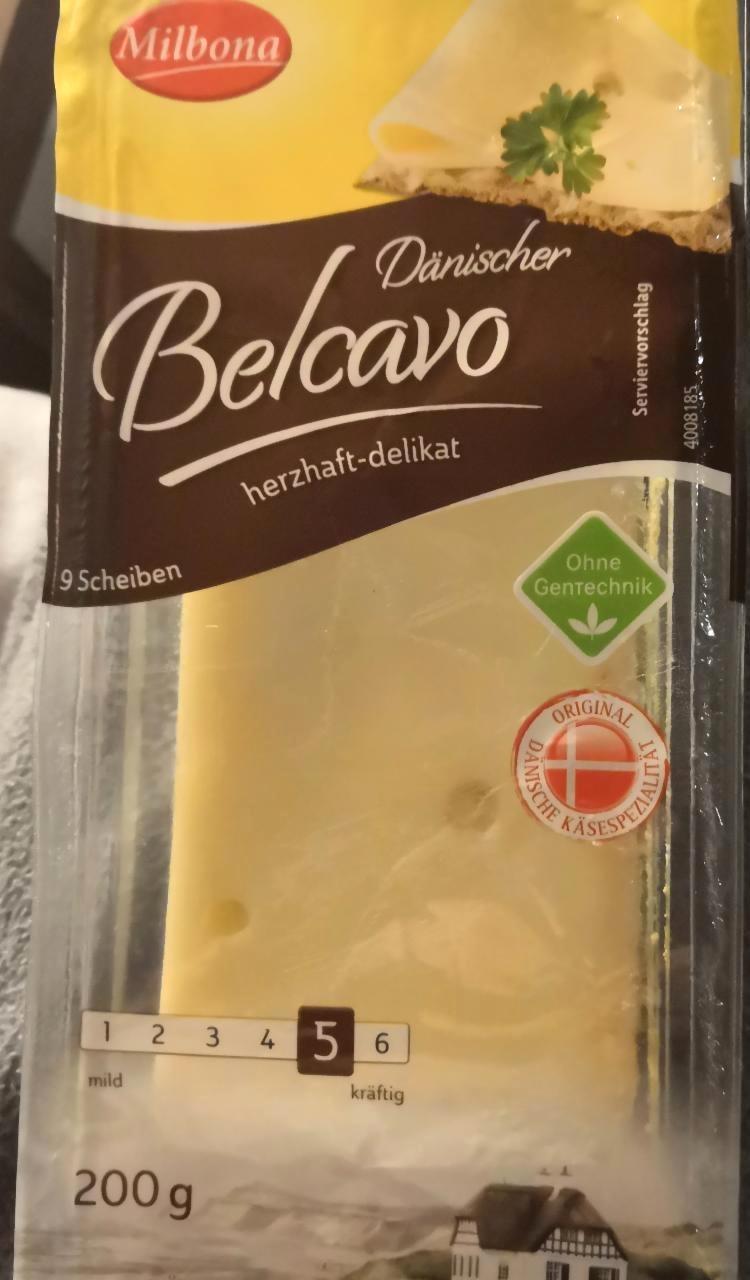 Milbona
Dänischer
Belcavo
herzhaft-delikat
Serviervorschlag
4008185
9 Scheiben
Ohne
GenTechnik
ORIGINAL
DÄNISCHE KÄSESPEZIALITÄT
1 2 3 4 5 6
mild
kräftig
200 g